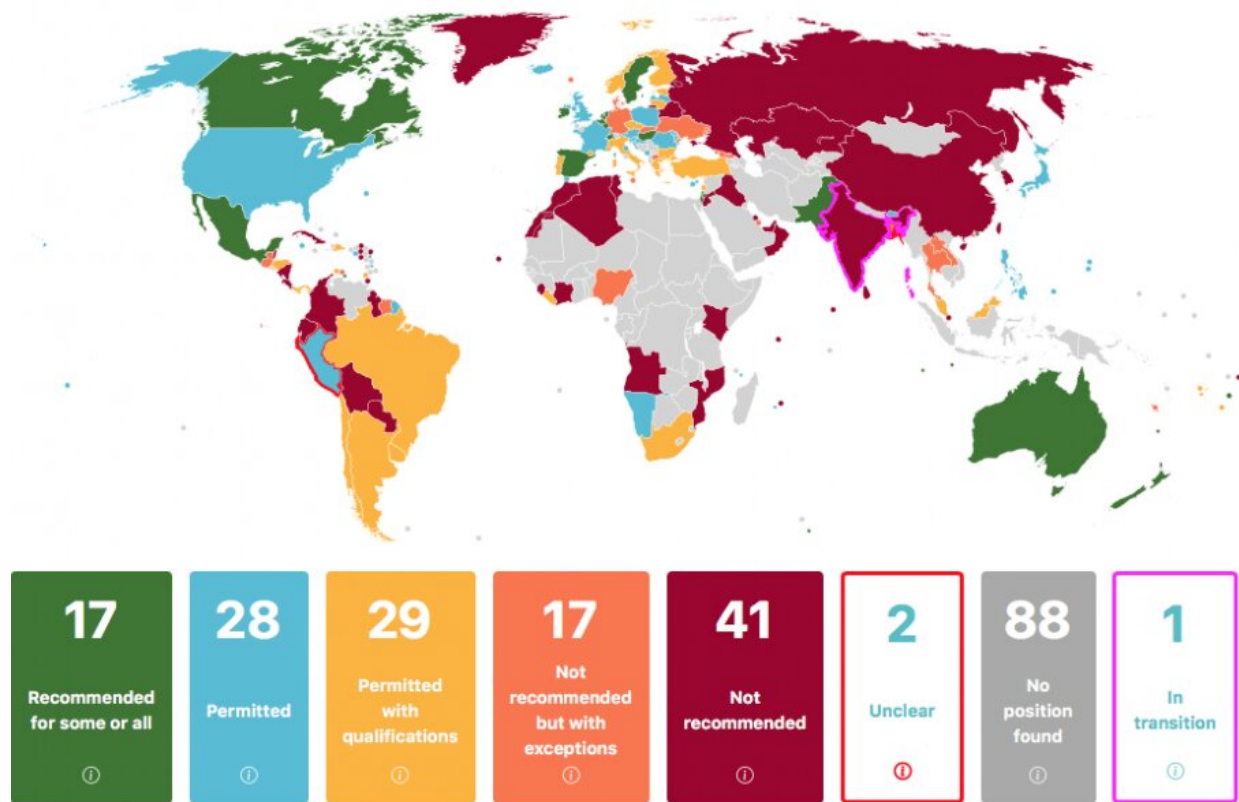 17
Recommended
for some or all
28
Permitted
29
Permitted
with
qualifications
17
Not
recommended
but with
exceptions
41
Not
recommended
2
Unclear
88
No
position
found
1
In
transition